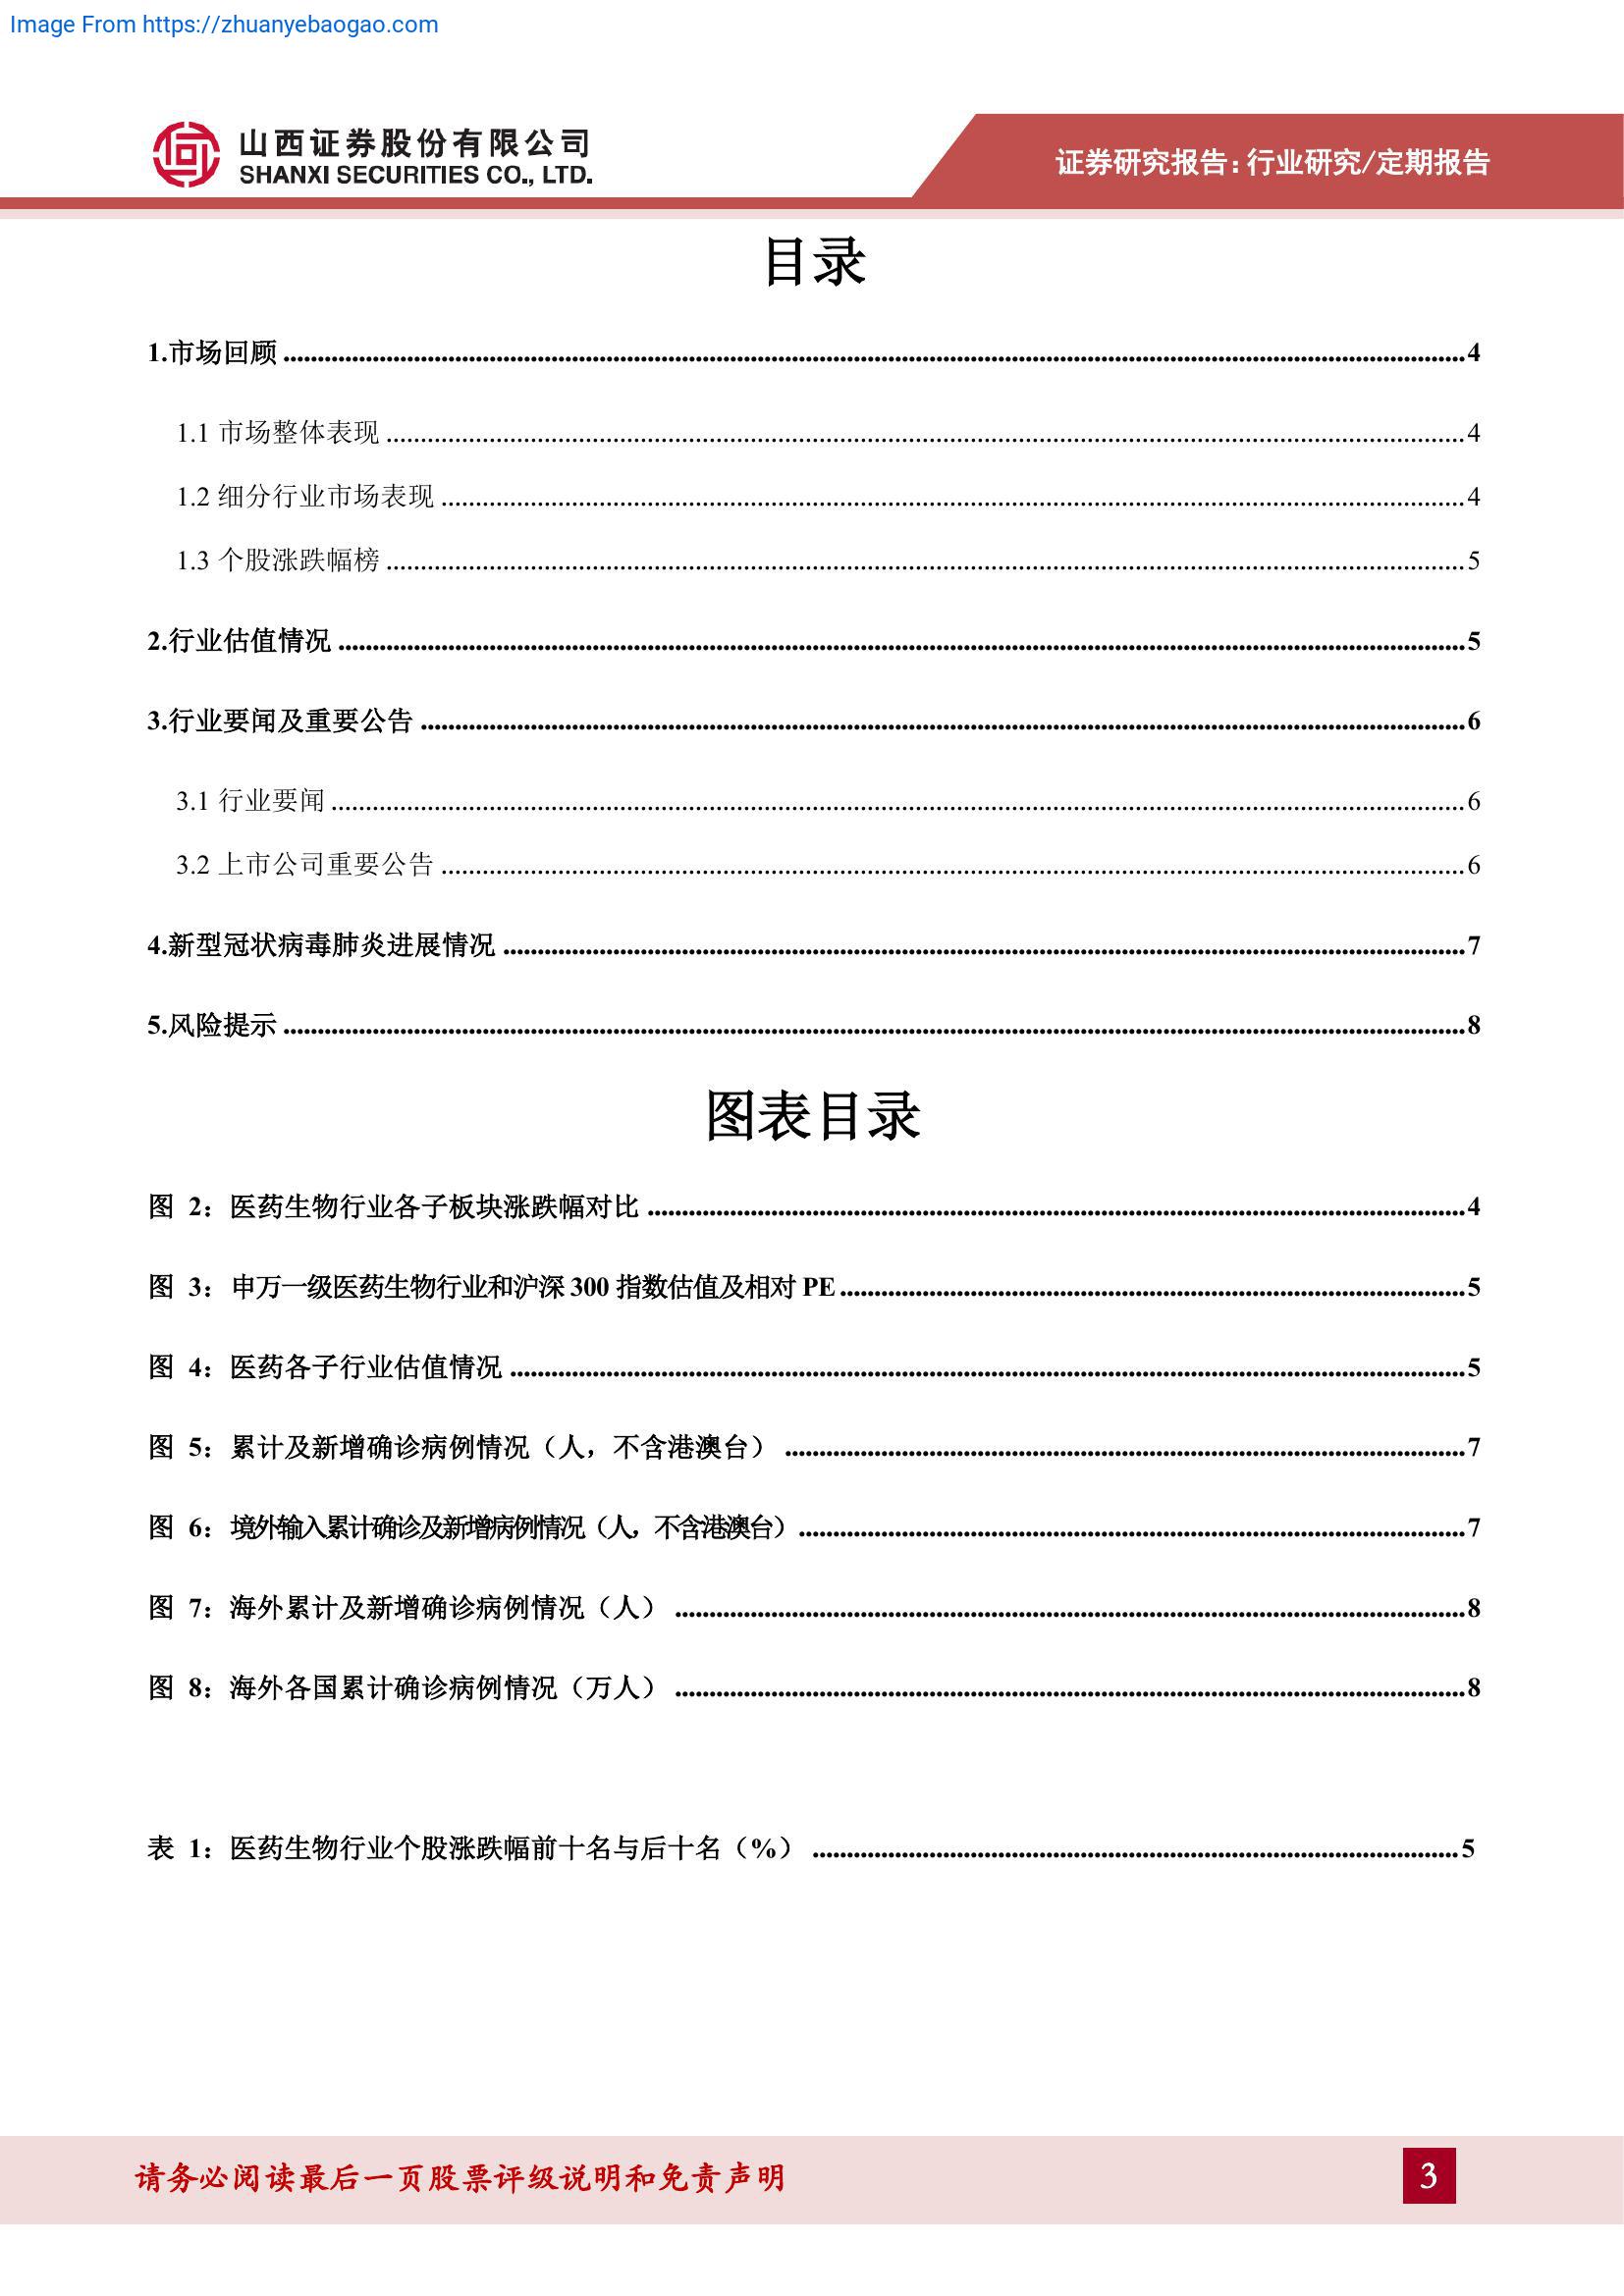 Image From https://zhuanyebaogao.com
山西证券股份有限公司
SHANXI SECURITIES CO., LTD.
证券研究报告：行业研究/定期报告
目录
1.市场回顾 ........ 4
1.1 市场整体表现 ........ 4
1.2 细分行业市场表现 ........ 4
1.3 个股涨跌幅榜 ........ 5
2.行业估值情况 ........ 5
3.行业要闻及重要公告 ........ 6
3.1 行业要闻 ........ 6
3.2 上市公司重要公告 ........ 6
4.新型冠状病毒肺炎进展情况 ........ 7
5.风险提示 ........ 8
图表目录
图 2：医药生物行业各子板块涨跌幅对比 ........ 4
图 3：申万一级医药生物行业和沪深 300 指数估值及相对 PE ........ 5
图 4：医药各子行业估值情况 ........ 5
图 5：累计及新增确诊病例情况（人，不含港澳台） ........ 7
图 6：境外输入累计确诊及新增病例情况（人，不含港澳台） ........ 7
图 7：海外累计及新增确诊病例情况（人） ........ 8
图 8：海外各国累计确诊病例情况（万人） ........ 8
表 1：医药生物行业个股涨跌幅前十名与后十名（%） ........ 5
请务必阅读最后一页股票评级说明和免责声明
3